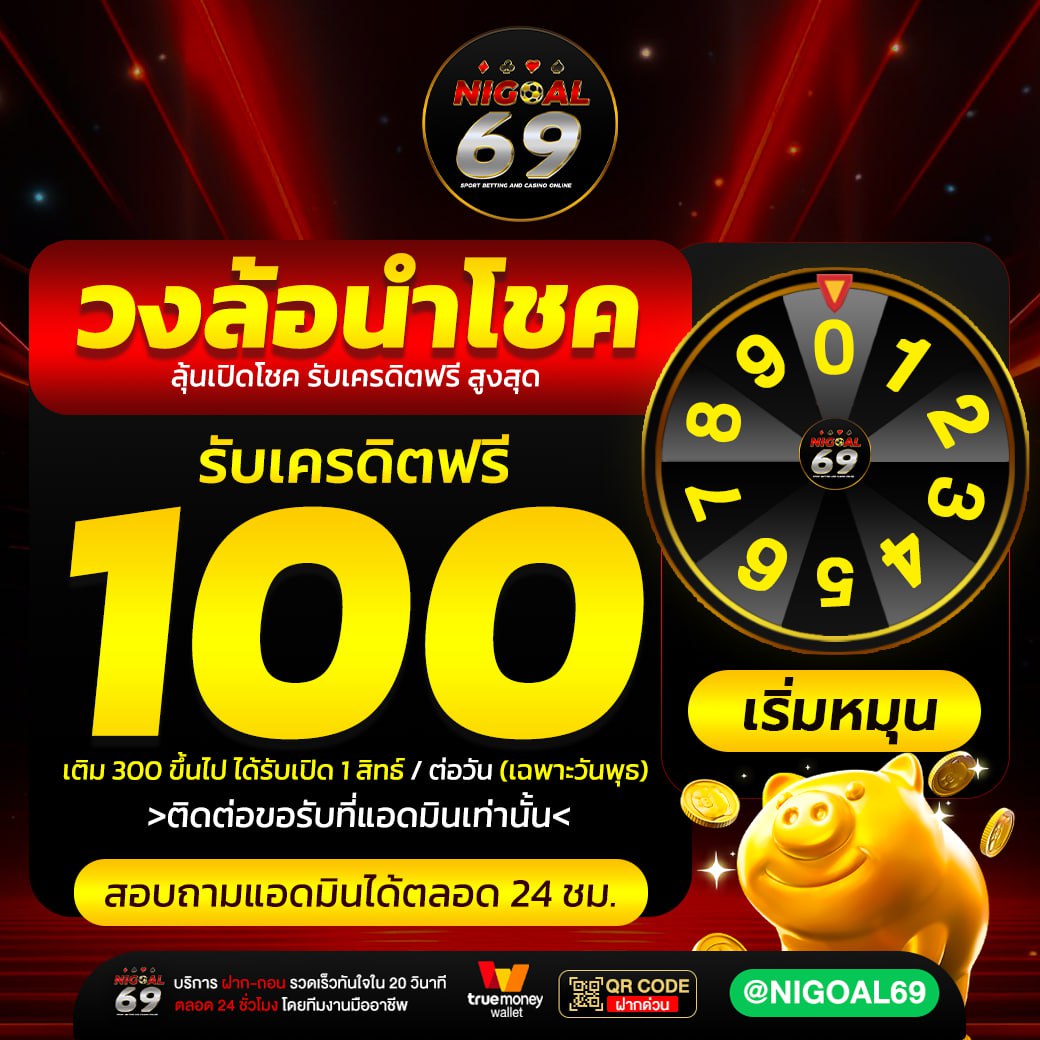 NIGOAL
69
SPORT BETTING AND CASINO ONLINE
วงล้อนำโชค
ลุ้นเปิดโชค รับเครดิตฟรี สูงสุด
รับเครดิตฟรี
100
เติม 300 ขึ้นไป ได้รับเปิด 1 สิทธ์ / ต่อวัน (เฉพาะวันพุธ)
>ติดต่อขอรับที่แอดมินเท่านั้น<
สอบถามแอดมินได้ตลอด 24 ชม.
0
1
2
3
4
5
6
7
8
9
NIGOAL
69
เริ่มหมุน
NIGOAL
69
บริการ ฝาก-ถอน รวดเร็วทันใจใน 20 วินาที
ตลอด 24 ชั่วโมง โดยทีมงานมืออาชีพ
truemoney
wallet
QR CODE
ฝากด่วน
@NIGOAL69